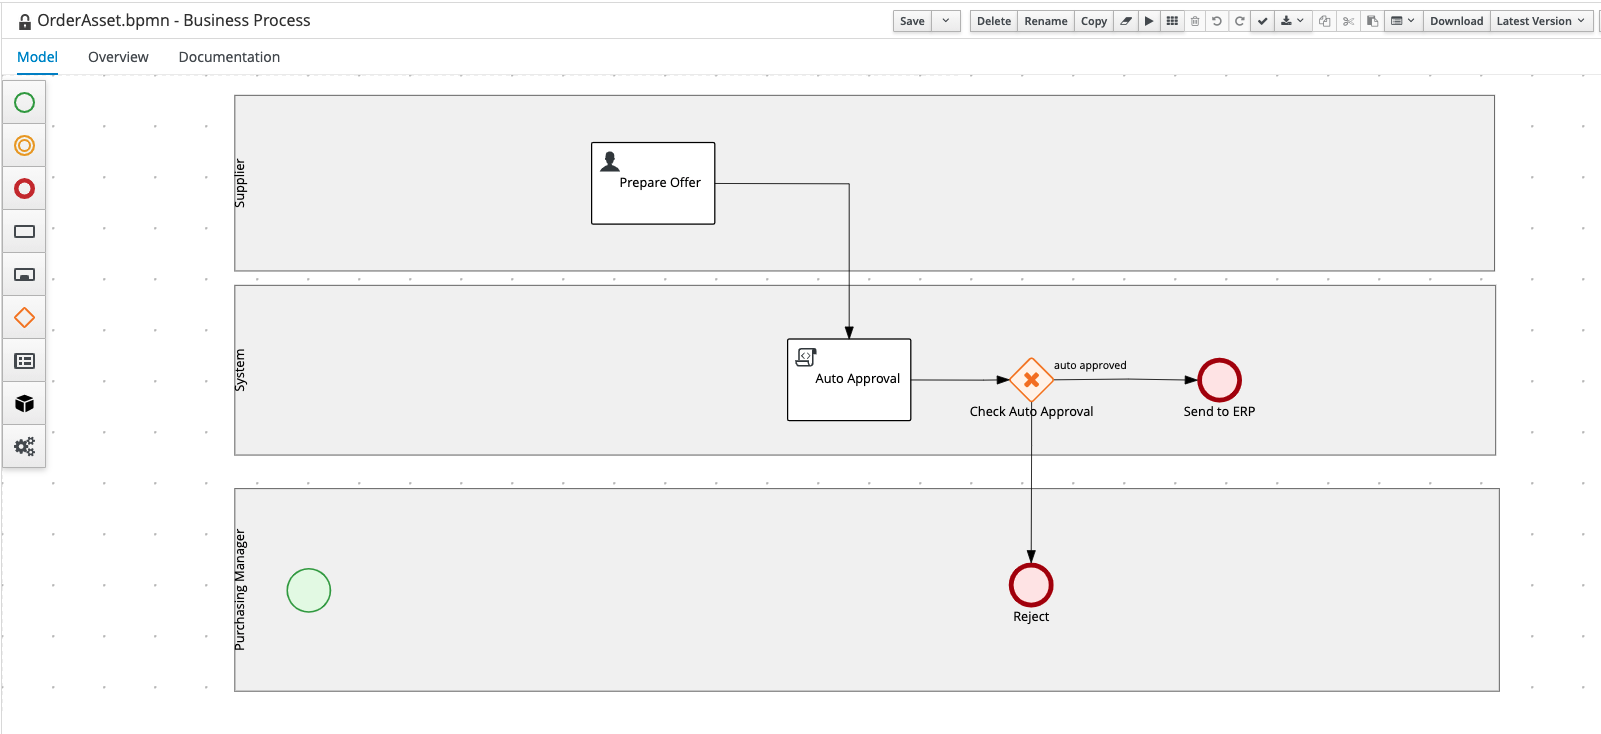 OrderAsset.bpmn - Business Process
Save
Delete
Rename
Copy
Download
Latest Version
Model
Overview
Documentation
Supplier
Prepare Offer
System
Auto Approval
auto approved
Check Auto Approval
Send to ERP
Purchasing Manager
Reject